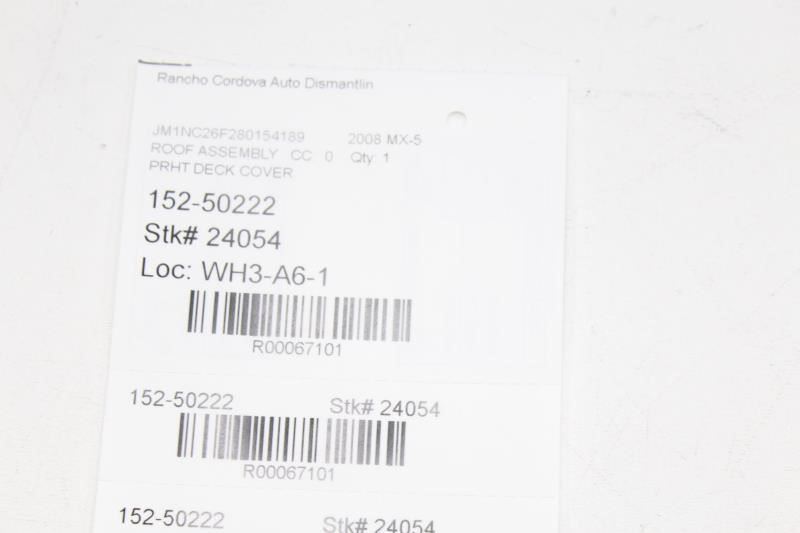 Rancho Cordova Auto Dismantlin
JM1NC26F280154189 2008 MX-5
ROOF ASSEMBLY CC 0 Qty: 1
PRHT DECK COVER
152-50222
Stk# 24054
Loc: WH3-A6-1
R00067101
152-50222 Stk# 24054
R00067101
152-50222 Stk# 24054